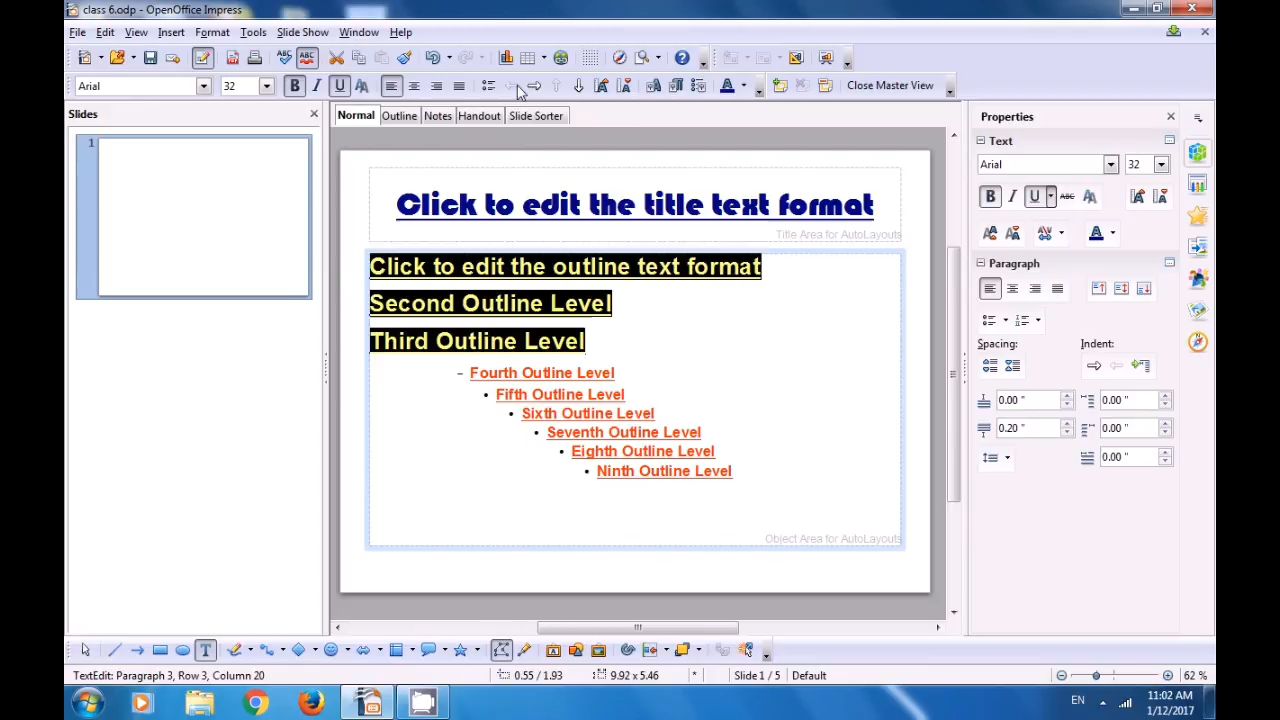 class 6.odp - OpenOffice Impress
File Edit View Insert Format Tools Slide Show Window Help
Arial 32 Close Master View
Slides
1
Normal Outline Notes Handout Slide Sorter
Click to edit the title text format
Title Area for AutoLayouts
Click to edit the outline text format
Second Outline Level
Third Outline Level
– Fourth Outline Level
• Fifth Outline Level
• Sixth Outline Level
• Seventh Outline Level
• Eighth Outline Level
• Ninth Outline Level
Object Area for AutoLayouts
Properties
Text
Arial 32
Paragraph
Spacing: Indent:
0.00 " 0.00 "
0.20 " 0.00 "
0.00 "
TextEdit: Paragraph 3, Row 3, Column 20 0.55 / 1.93 9.92 x 5.46 * Slide 1 / 5 Default 62 %
EN 11:02 AM
1/12/2017